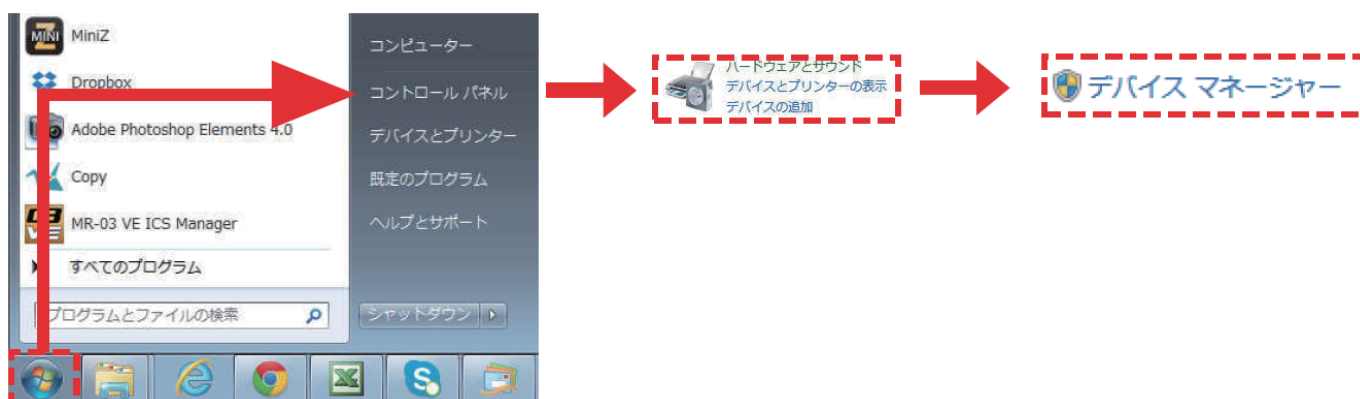 MINI
MiniZ
Dropbox
Adobe Photoshop Elements 4.0
Copy
MR-03 VE ICS Manager
すべてのプログラム
プログラムとファイルの検索
コンピューター
コントロール パネル
デバイスとプリンター
既定のプログラム
ヘルプとサポート
シャットダウン
ハードウェアとサウンド
デバイスとプリンターの表示
デバイスの追加
デバイス マネージャー